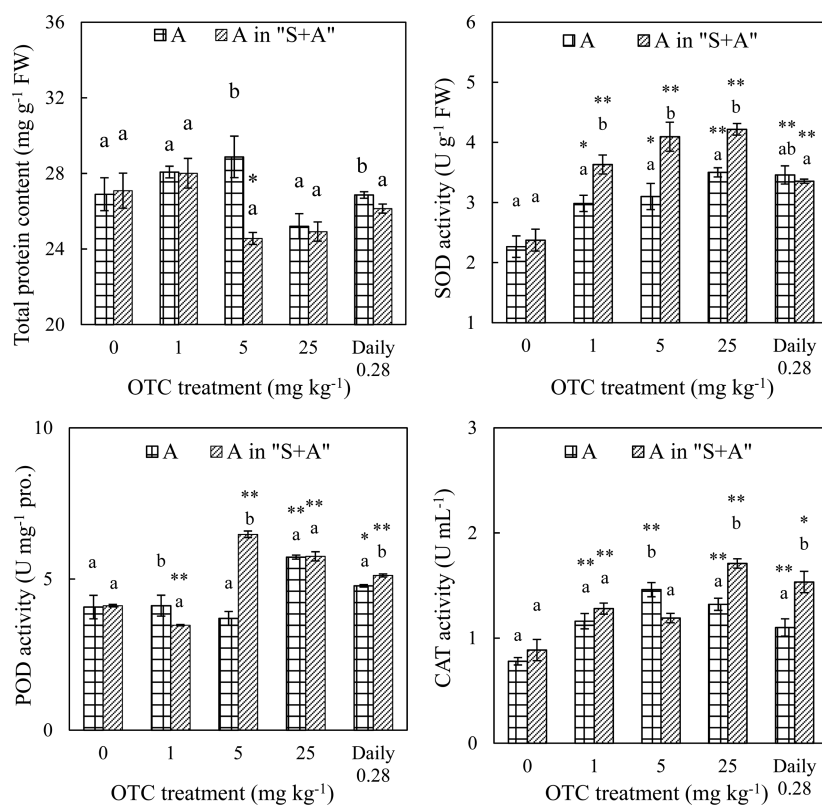 Total protein content (mg g⁻¹ FW)
36
32
28
24
20
A A in "S+A"
a a a a b * a a a b a
0 1 5 25 Daily 0.28
OTC treatment (mg kg⁻¹)
SOD activity (U g⁻¹ FW)
6
5
4
3
2
1
A A in "S+A"
a a * a ** b * a ** b ** a ** b ** ab ** a
0 1 5 25 Daily 0.28
OTC treatment (mg kg⁻¹)
POD activity (U mg⁻¹ pro.)
10
5
0
A A in "S+A"
a a b ** a a ** b ** a ** a * a ** b
0 1 5 25 Daily 0.28
OTC treatment (mg kg⁻¹)
CAT activity (U mL⁻¹)
3
2
1
0
A A in "S+A"
a a ** a ** a ** b a ** a ** b ** a * b
0 1 5 25 Daily 0.28
OTC treatment (mg kg⁻¹)